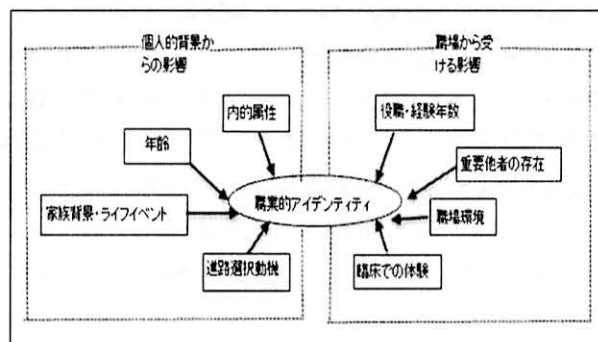 個人的背景か
らの影響
職場から受
ける影響
内的属性
役職・経験年数
年齢
重要他者の存在
職業的アイデンティティ
家族背景・ライフイベント
職場環境
進路選択動機
臨床での体験